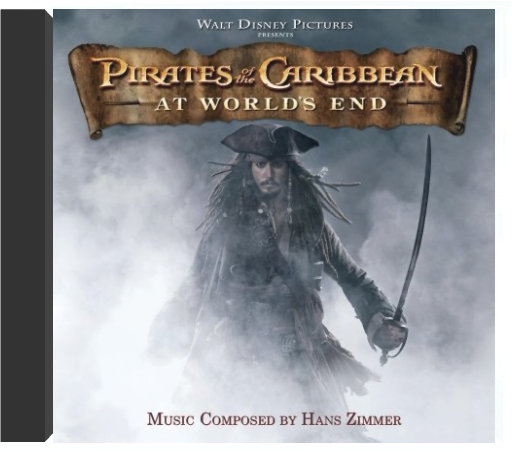 WALT DISNEY PICTURES
PRESENTS
PIRATES of the CARIBBEAN
AT WORLD'S END
MUSIC COMPOSED BY HANS ZIMMER